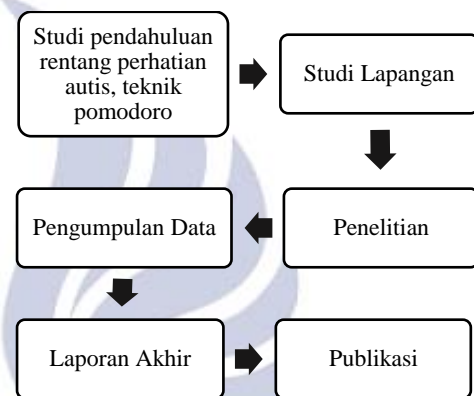 Studi pendahuluan
rentang perhatian
autis, teknik
pomodoro
Studi Lapangan
Penelitian
Pengumpulan Data
Laporan Akhir
Publikasi